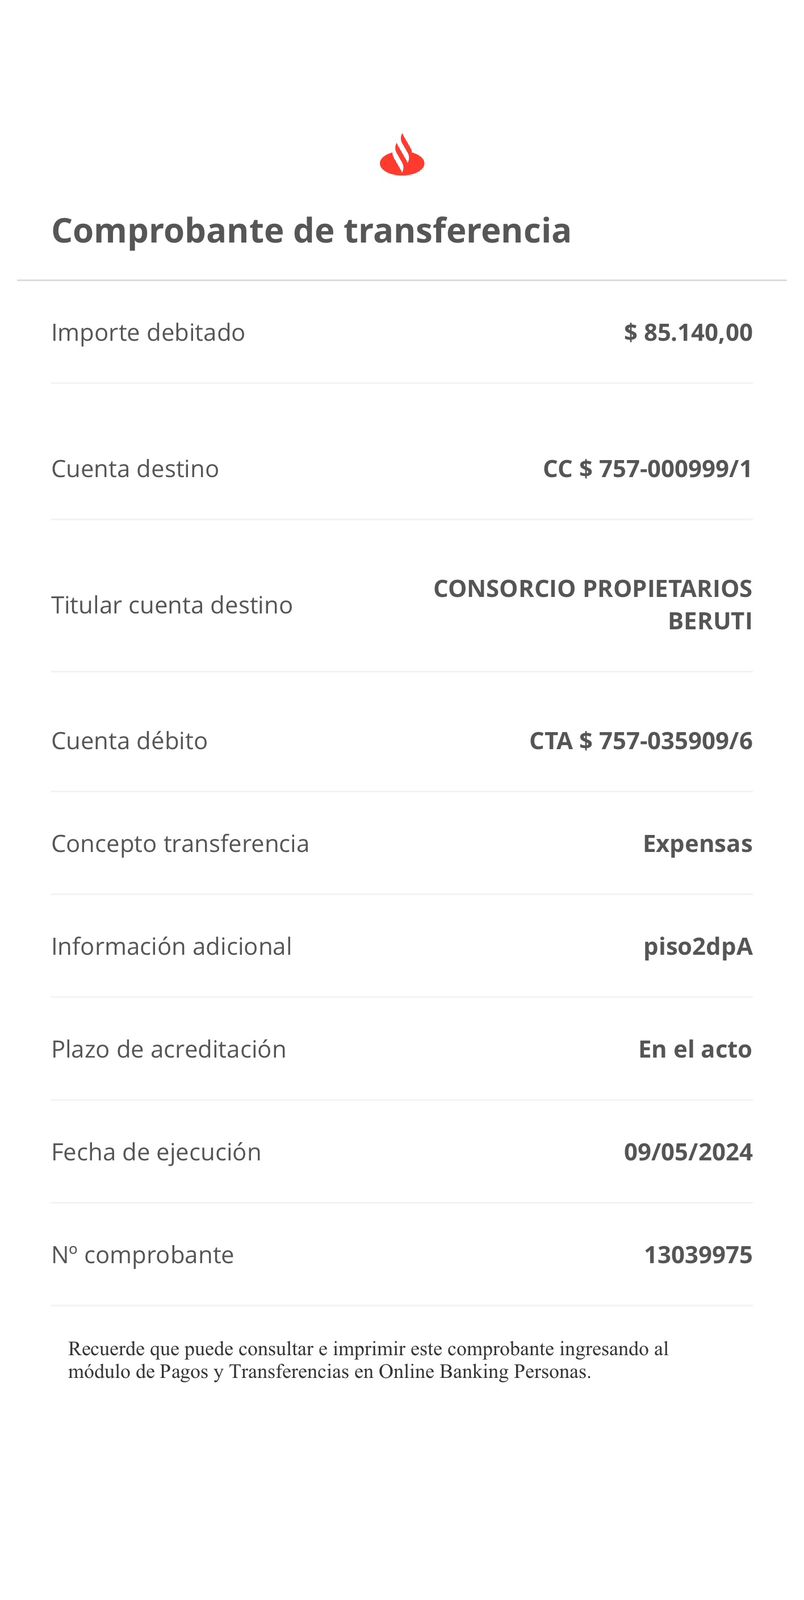 Comprobante de transferencia
Importe debitado $ 85.140,00
Cuenta destino CC $ 757-000999/1
Titular cuenta destino CONSORCIO PROPIETARIOS
BERUTI
Cuenta débito CTA $ 757-035909/6
Concepto transferencia Expensas
Información adicional piso2dpA
Plazo de acreditación En el acto
Fecha de ejecución 09/05/2024
Nº comprobante 13039975
Recuerde que puede consultar e imprimir este comprobante ingresando al
módulo de Pagos y Transferencias en Online Banking Personas.